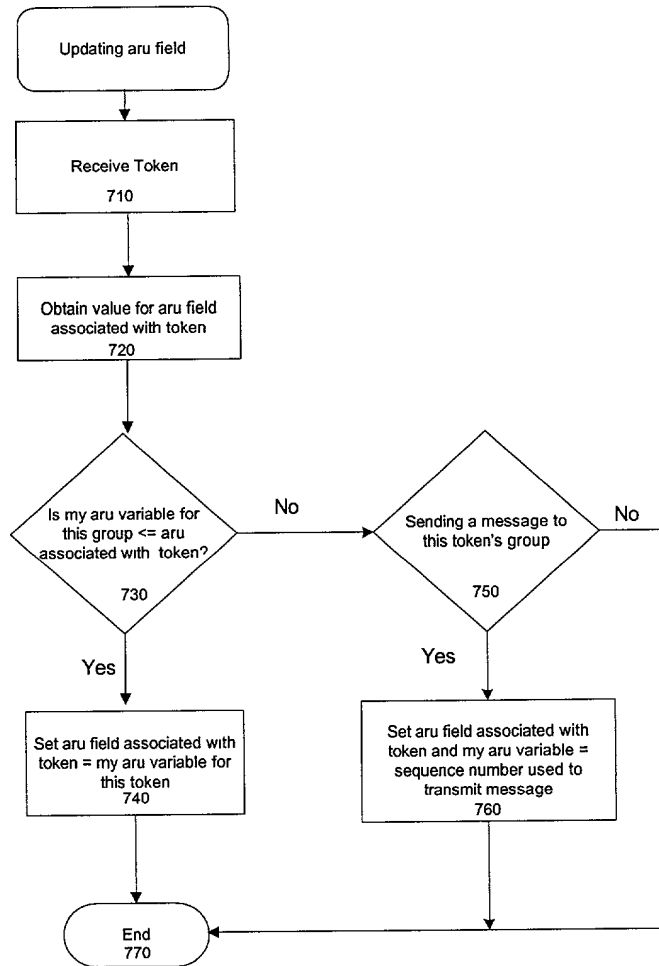 Updating aru field
Receive Token
710
Obtain value for aru field
associated with token
720
Is my aru variable for
this group <= aru
associated with token?
730
No
Sending a message to
this token's group
750
No
Yes
Yes
Set aru field associated with
token = my aru variable for
this token
740
Set aru field associated with
token and my aru variable =
sequence number used to
transmit message
760
End
770